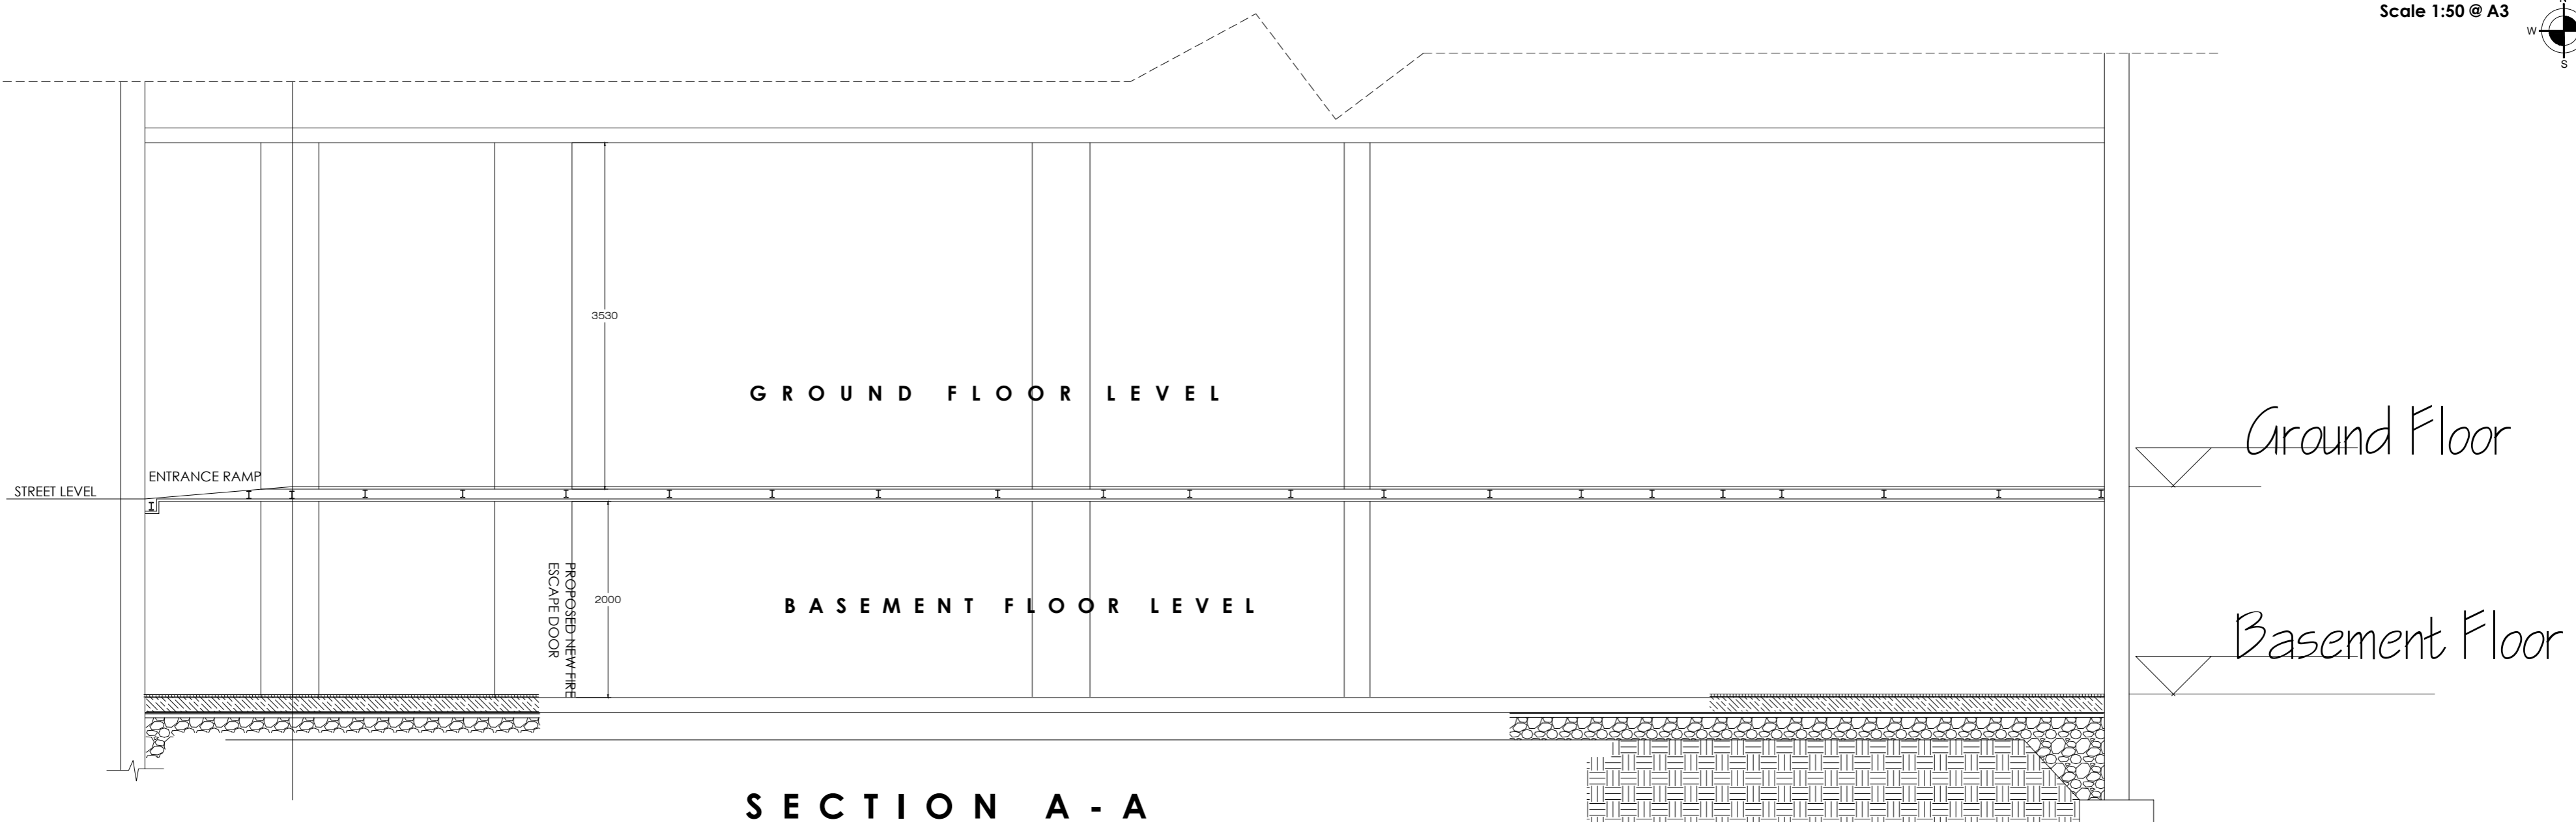 Scale 1:50 @ A3
N
W
S
3530
GROUND FLOOR LEVEL
Ground Floor
ENTRANCE RAMP
STREET LEVEL
PROPOSED NEW FIRE
ESCAPE DOOR
2000
BASEMENT FLOOR LEVEL
Basement Floor
SECTION A-A